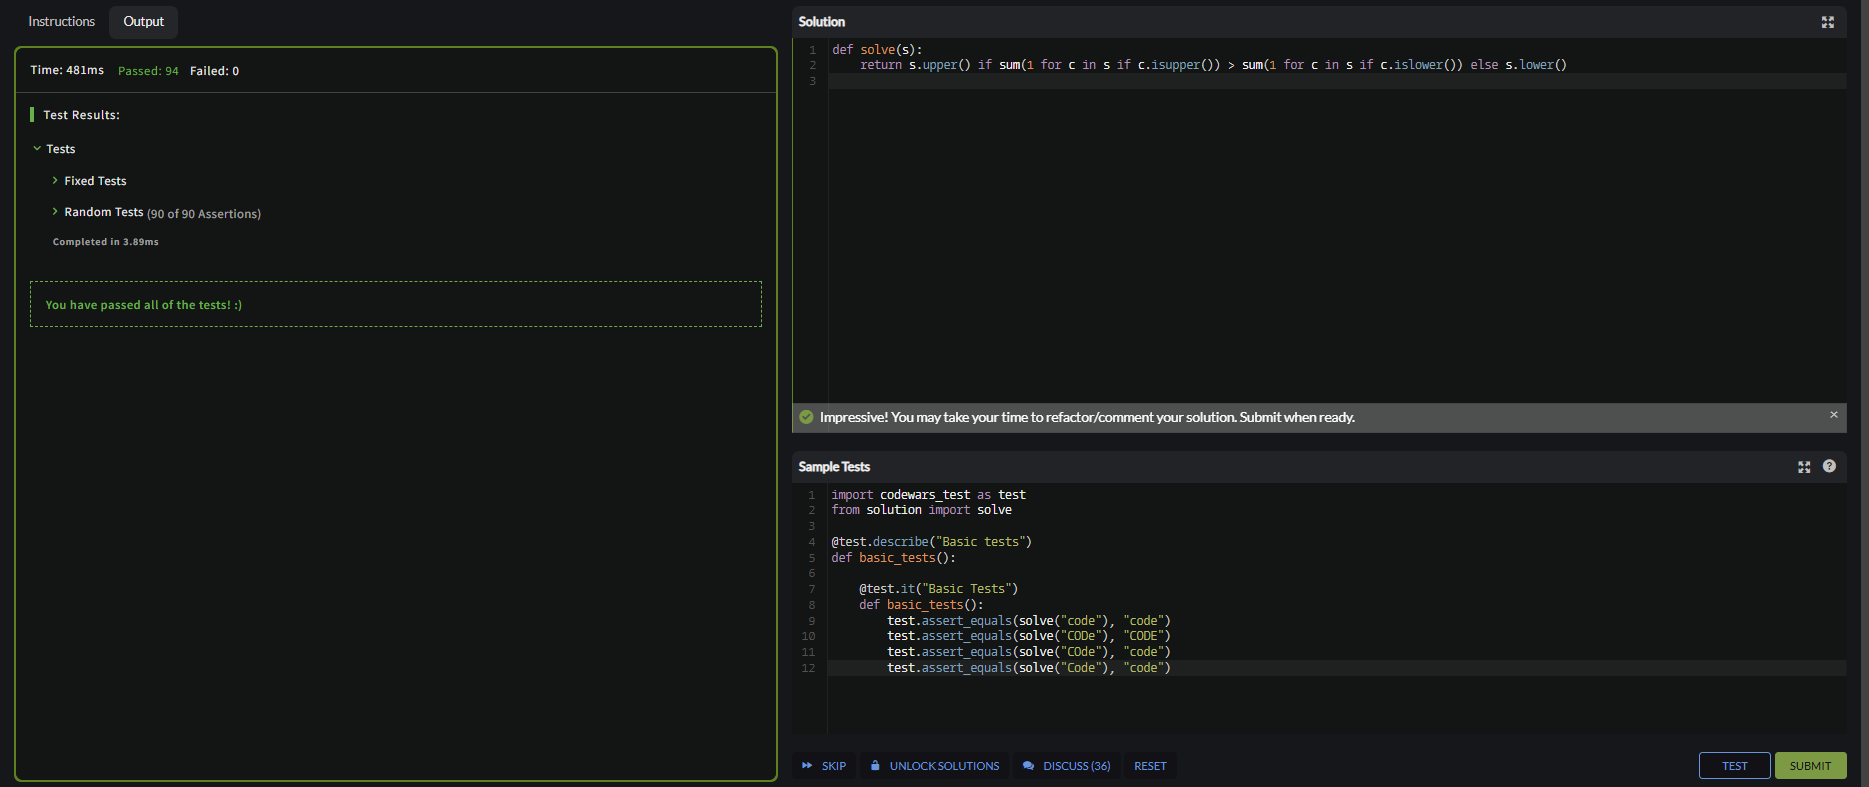 Instructions Output
Time: 481ms Passed: 94 Failed: 0
Test Results:
Tests
Fixed Tests
Random Tests (90 of 90 Assertions)
Completed in 3.89ms
You have passed all of the tests! :)
Solution
1 def solve(s):
2     return s.upper() if sum(1 for c in s if c.isupper()) > sum(1 for c in s if c.islower()) else s.lower()
3
Impressive! You may take your time to refactor/comment your solution. Submit when ready. ×
Sample Tests ?
1 import codewars_test as test
2 from solution import solve
3
4 @test.describe("Basic tests")
5 def basic_tests():
6
7     @test.it("Basic Tests")
8     def basic_tests():
9         test.assert_equals(solve("code"), "code")
10         test.assert_equals(solve("CODe"), "CODE")
11         test.assert_equals(solve("COde"), "code")
12         test.assert_equals(solve("Code"), "code")
SKIP UNLOCK SOLUTIONS DISCUSS (36) RESET TEST SUBMIT